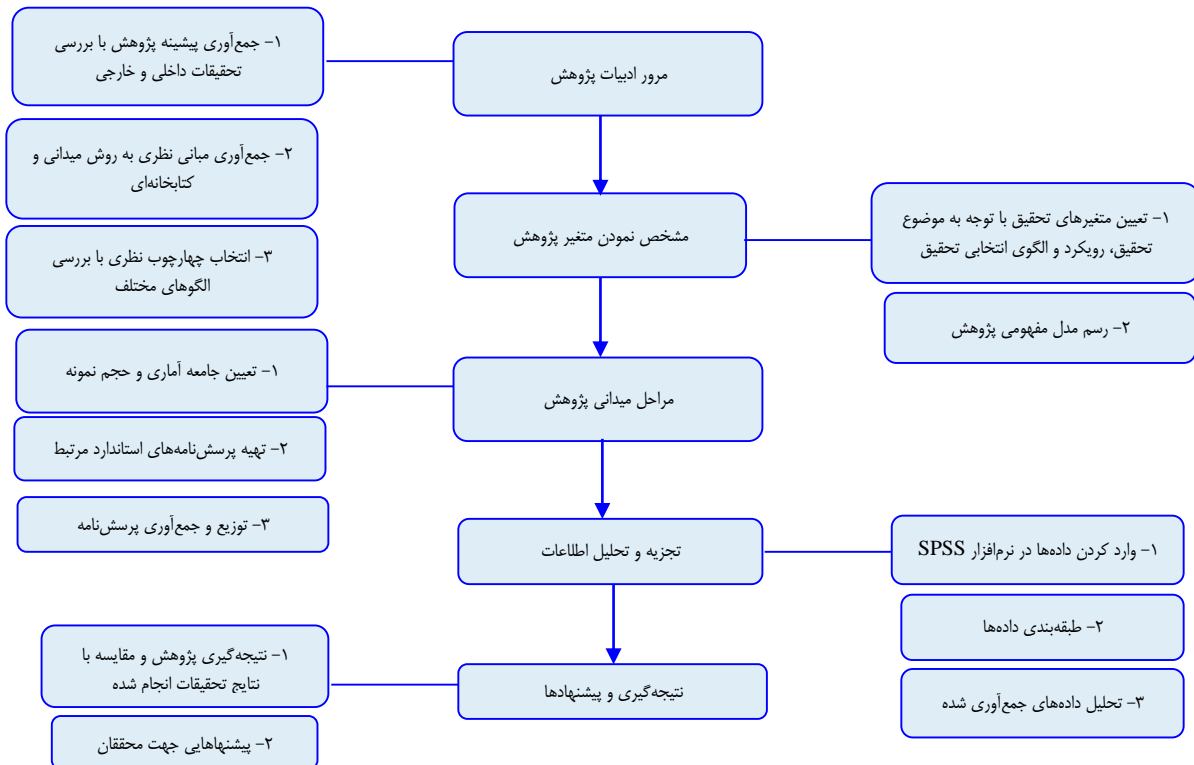 مرور ادبیات پژوهش
۱- جمع‌آوری پیشینه پژوهش با بررسی
تحقیقات داخلی و خارجی
۲- جمع‌آوری مبانی نظری به روش میدانی و
کتابخانه‌ای
۳- انتخاب چهارچوب نظری با بررسی
الگوهای مختلف
مشخص نمودن متغیر پژوهش
۱- تعیین متغیرهای تحقیق با توجه به موضوع
تحقیق، رویکرد و الگوی انتخابی تحقیق
۲- رسم مدل مفهومی پژوهش
مراحل میدانی پژوهش
۱- تعیین جامعه آماری و حجم نمونه
۲- تهیه پرسش‌نامه‌های استاندارد مرتبط
۳- توزیع و جمع‌آوری پرسش‌نامه
تجزیه و تحلیل اطلاعات
۱- وارد کردن داده‌ها در نرم‌افزار SPSS
۲- طبقه‌بندی داده‌ها
۳- تحلیل داده‌های جمع‌آوری شده
نتیجه‌گیری و پیشنهادها
۱- نتیجه‌گیری پژوهش و مقایسه با
نتایج تحقیقات انجام شده
۲- پیشنهاهایی جهت محققان